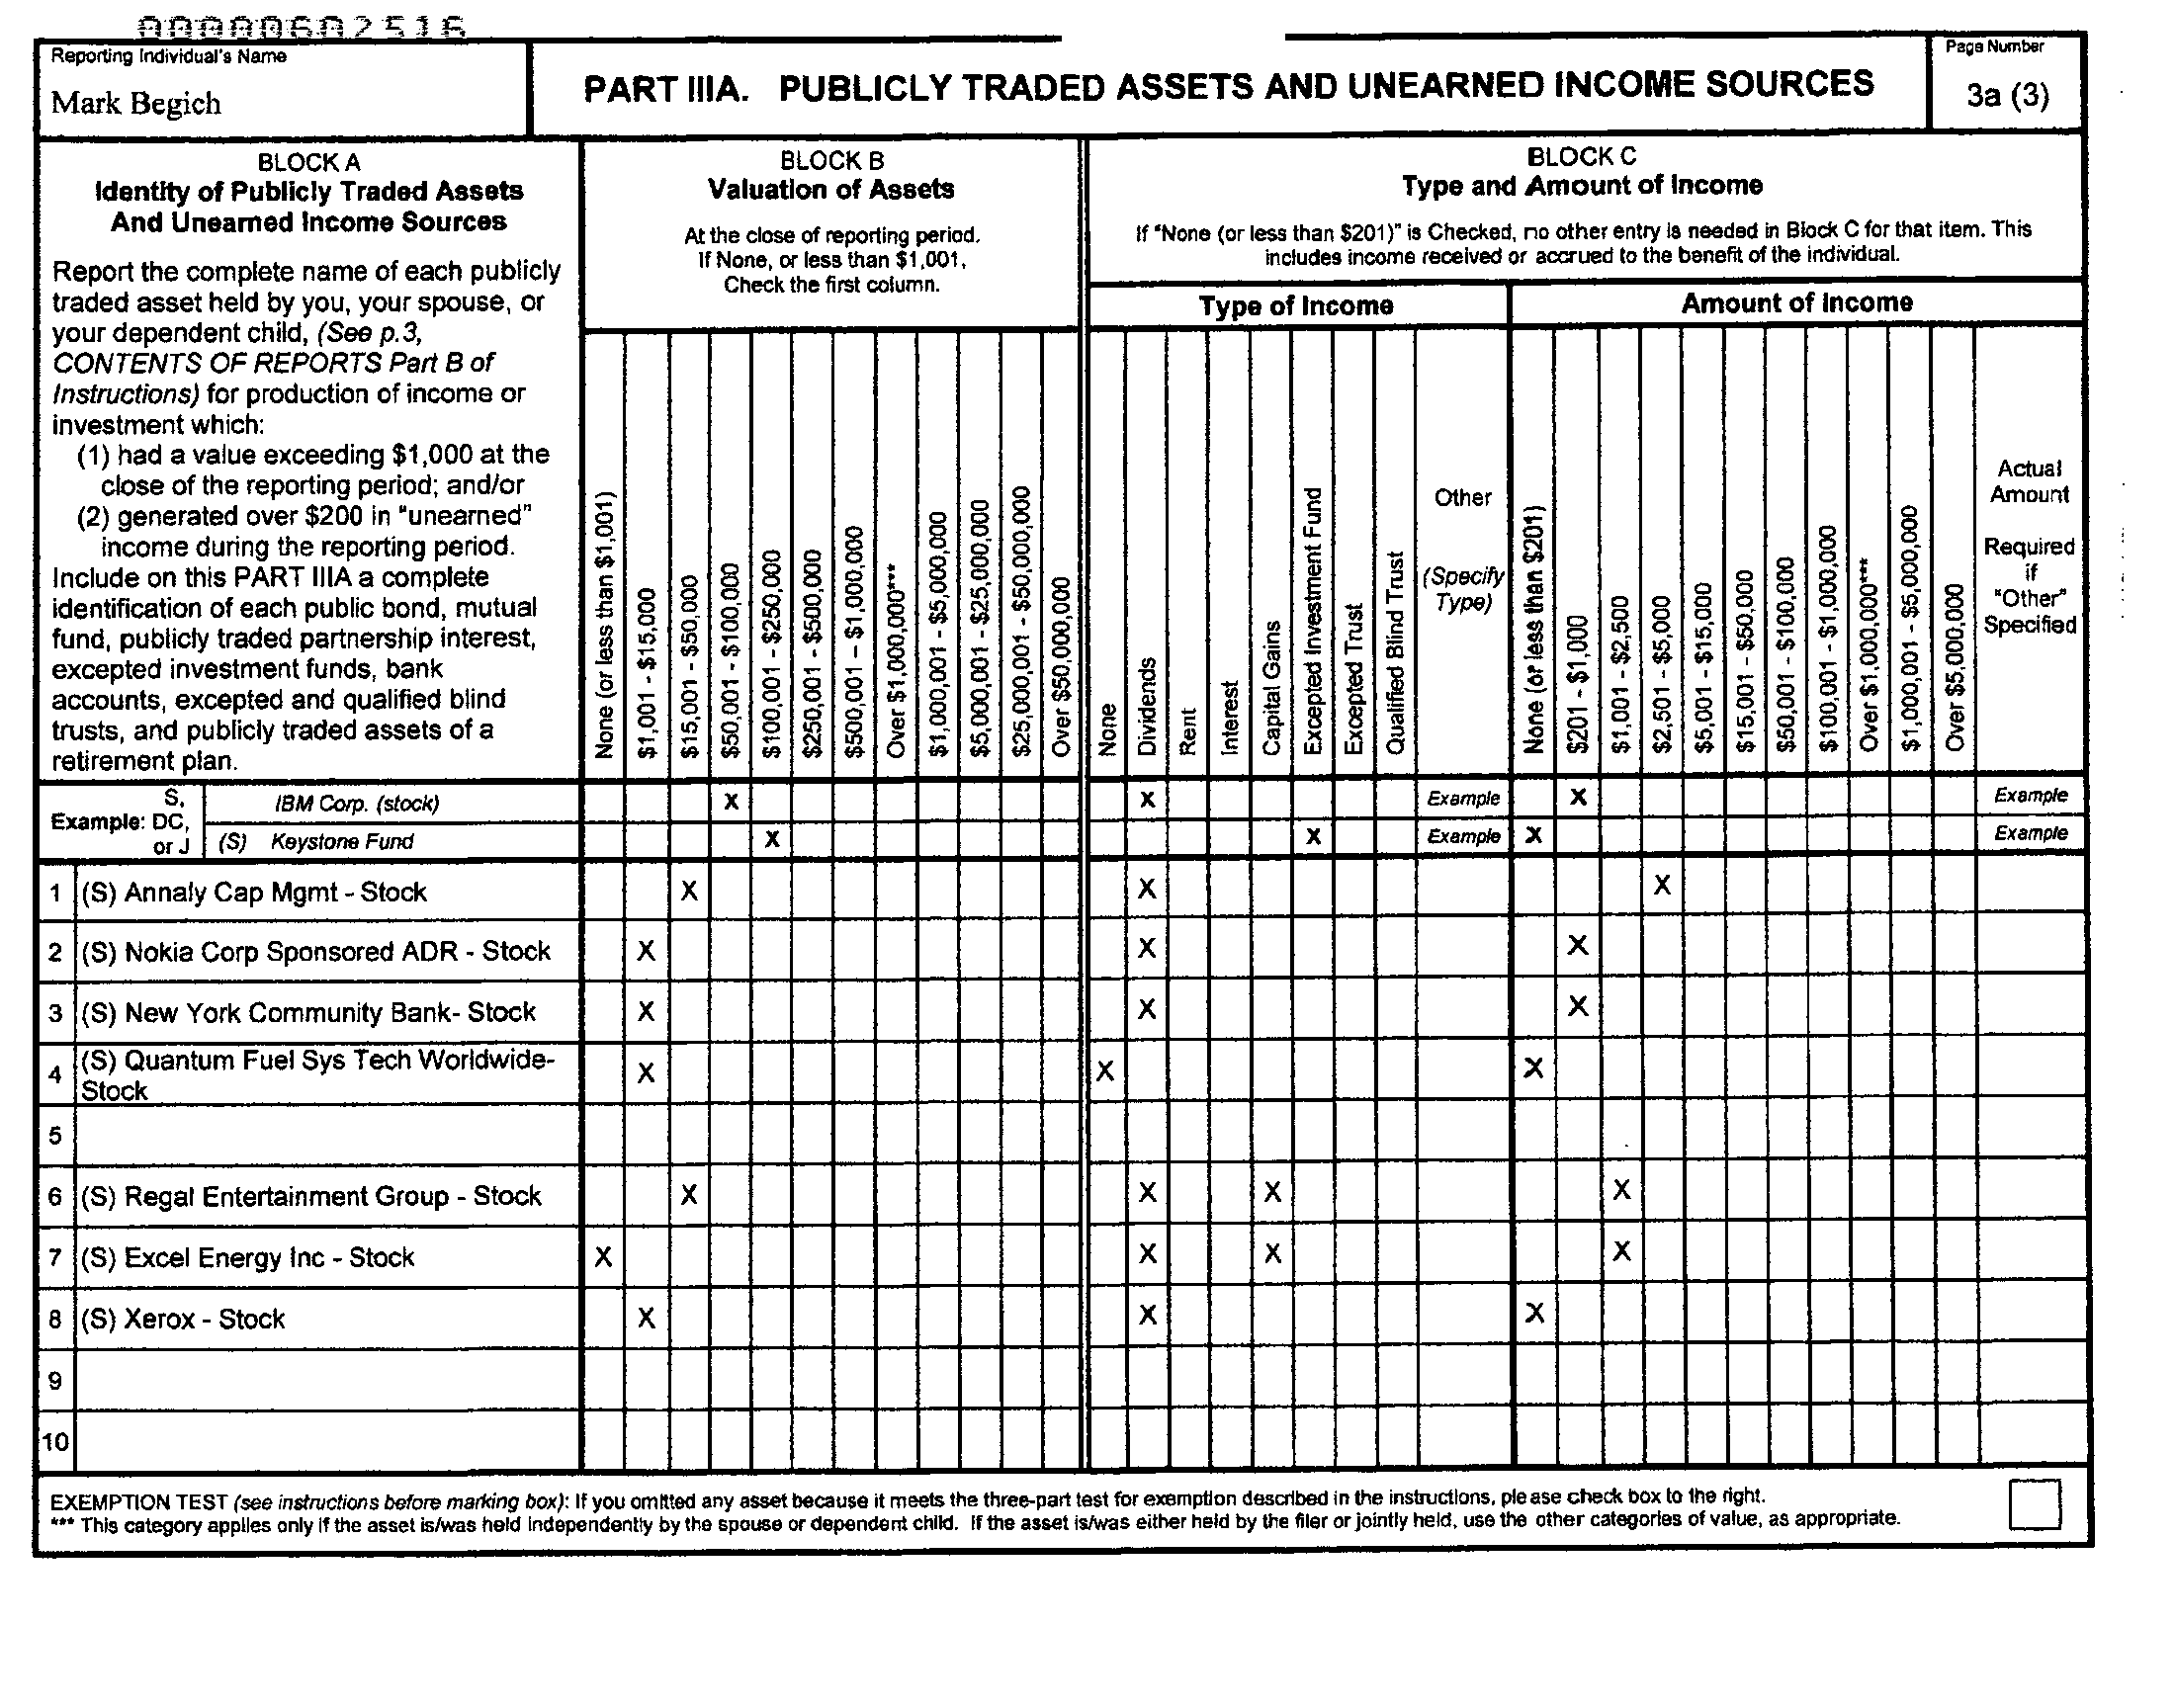 000000602516
Reporting Individual's Name
Mark Begich
PART IIIA. PUBLICLY TRADED ASSETS AND UNEARNED INCOME SOURCES
Page Number
3a (3)
BLOCK A
Identity of Publicly Traded Assets
And Unearned Income Sources
Report the complete name of each publicly
traded asset held by you, your spouse, or
your dependent child, (See p.3,
CONTENTS OF REPORTS Part B of
Instructions) for production of income or
investment which:
(1) had a value exceeding $1,000 at the
close of the reporting period; and/or
(2) generated over $200 in "unearned"
income during the reporting period.
Include on this PART IIIA a complete
identification of each public bond, mutual
fund, publicly traded partnership interest,
excepted investment funds, bank
accounts, excepted and qualified blind
trusts, and publicly traded assets of a
retirement plan.
BLOCK B
Valuation of Assets
At the close of reporting period.
If None, or less than $1,001,
Check the first column.
None (or less than $1,001)
$1,001 - $15,000
$15,001 - $50,000
$50,001 - $100,000
$100,001 - $250,000
$250,001 - $500,000
$500,001 – $1,000,000
Over $1,000,000***
$1,000,001 - $5,000,000
$5,000,001 - $25,000,000
$25,000,001 - $50,000,000
Over $50,000,000
BLOCK C
Type and Amount of Income
If "None (or less than $201)" is Checked, no other entry is needed in Block C for that item. This
includes income received or accrued to the benefit of the individual.
Type of Income
None
Dividends
Rent
Interest
Capital Gains
Excepted Investment Fund
Excepted Trust
Qualified Blind Trust
Other
(Specify
Type)
Amount of Income
None (or less than $201)
$201 - $1,000
$1,001 - $2,500
$2,501 - $5,000
$5,001 - $15,000
$15,001 - $50,000
$50,001 - $100,000
$100,001 - $1,000,000
Over $1,000,000***
$1,000,001 - $5,000,000
Over $5,000,000
Actual
Amount
Required
if
"Other"
Specified
Example: S, DC, or J
IBM Corp. (stock) X X Example X Example
(S) Keystone Fund X X Example X Example
1 (S) Annaly Cap Mgmt - Stock X X X
2 (S) Nokia Corp Sponsored ADR - Stock X X X
3 (S) New York Community Bank- Stock X X X
4 (S) Quantum Fuel Sys Tech Worldwide-
Stock X X X
5
6 (S) Regal Entertainment Group - Stock X X X X
7 (S) Excel Energy Inc - Stock X X X X
8 (S) Xerox - Stock X X X
9
10
EXEMPTION TEST (see instructions before marking box): If you omitted any asset because it meets the three-part test for exemption described in the instructions, please check box to the right.
*** This category applies only if the asset is/was held independently by the spouse or dependent child. If the asset is/was either held by the filer or jointly held, use the other categories of value, as appropriate.